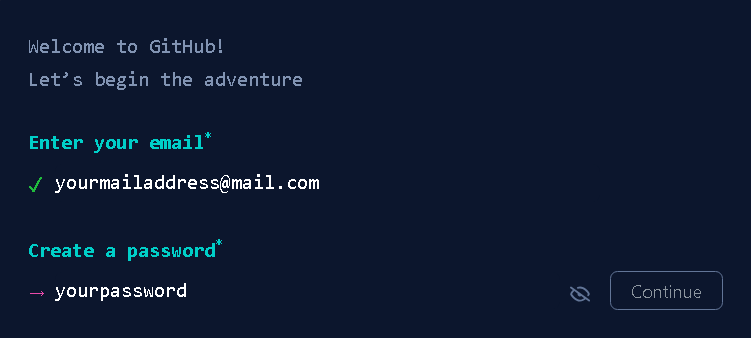 Welcome to GitHub!
Let’s begin the adventure
Enter your email*
✓ yourmailaddress@mail.com
Create a password*
→ yourpassword
Continue